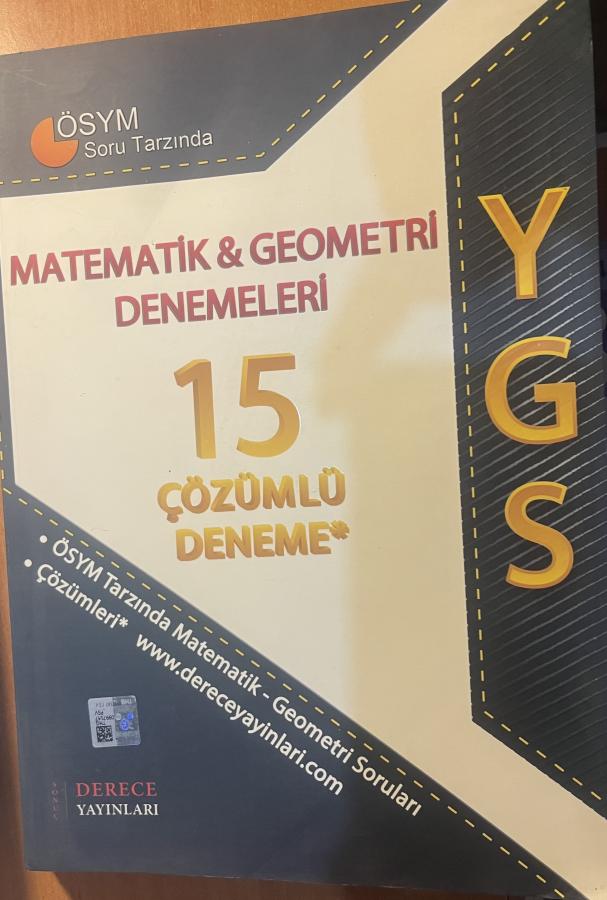 ÖSYM
Soru Tarzında
MATEMATİK & GEOMETRİ
DENEMELERİ
15
ÇÖZÜMLÜ
DENEME*
YGS
• ÖSYM Tarzında Matematik - Geometri Soruları
• Çözümleri* www.dereceyayinlari.com
SONUÇ
DERECE
YAYINLARI